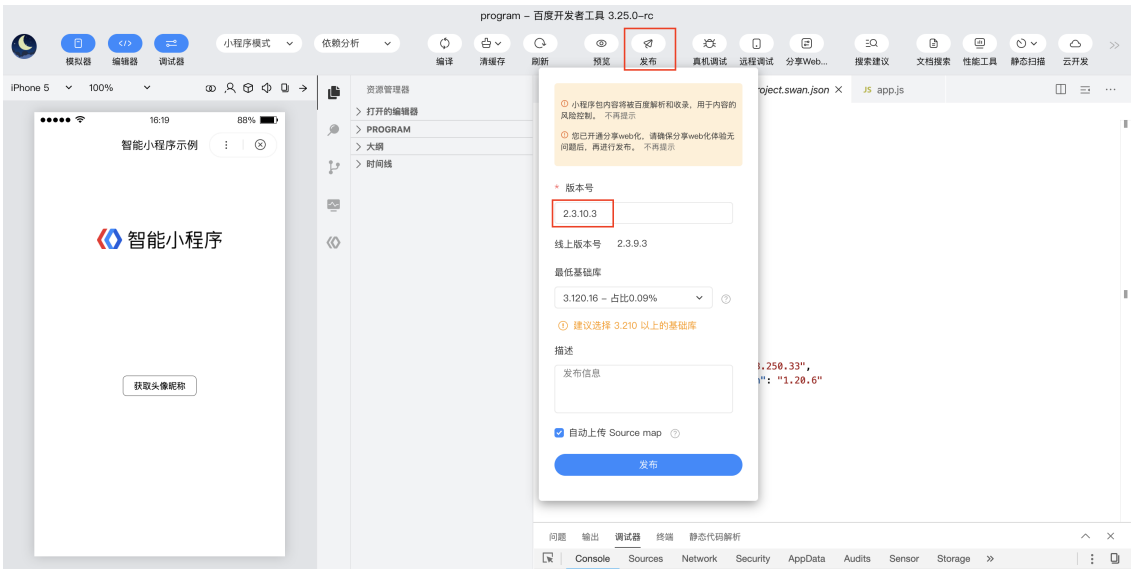 program – 百度开发者工具 3.25.0-rc
小程序模式 依赖分析
模拟器 编辑器 调试器 编译 清缓存 刷新 预览 发布 真机调试 远程调试 分享Web... 搜索建议 文档搜索 性能工具 静态扫描 云开发
iPhone 5 100%
资源管理器
oject.swan.json JS app.js
打开的编辑器
PROGRAM
大纲
时间线
16:19 88%
智能小程序示例
智能小程序
获取头像昵称
小程序包内容将被百度解析和收录，用于内容的
风险控制。 不再提示
您已开通分享web化，请确保分享web化体验无
问题后，再进行发布。 不再提示
* 版本号
2.3.10.3
线上版本号 2.3.9.3
最低基础库
3.120.16 – 占比0.09%
建议选择 3.210 以上的基础库
描述
发布信息
自动上传 Source map
发布
.250.33",
": "1.20.6"
问题 输出 调试器 终端 静态代码解析
Console Sources Network Security AppData Audits Sensor Storage